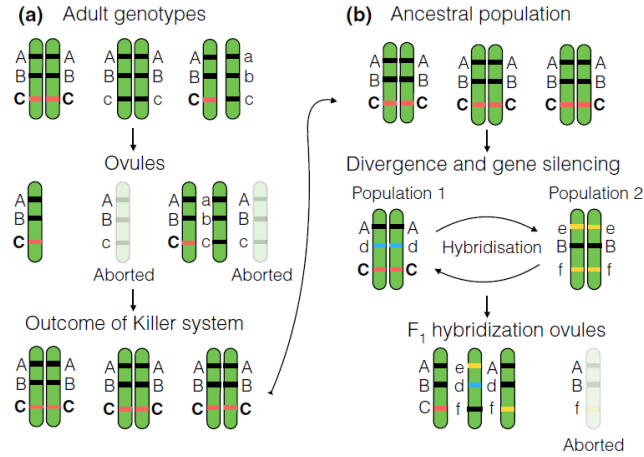 (a) Adult genotypes
A A A A A a
B B B B B b
C C c c C c
Ovules
A A A a A
B B B b B
C c C c c
Aborted Aborted
Outcome of Killer system
A A A A A A
B B B B B B
C C C C C C
(b) Ancestral population
A A A A A A
B B B B B B
C C C C C C
Divergence and gene silencing
Population 1 Population 2
A A e e
d d Hybridisation B B
C C f f
F1 hybridization ovules
A e A A
B d d B
C f f f
Aborted